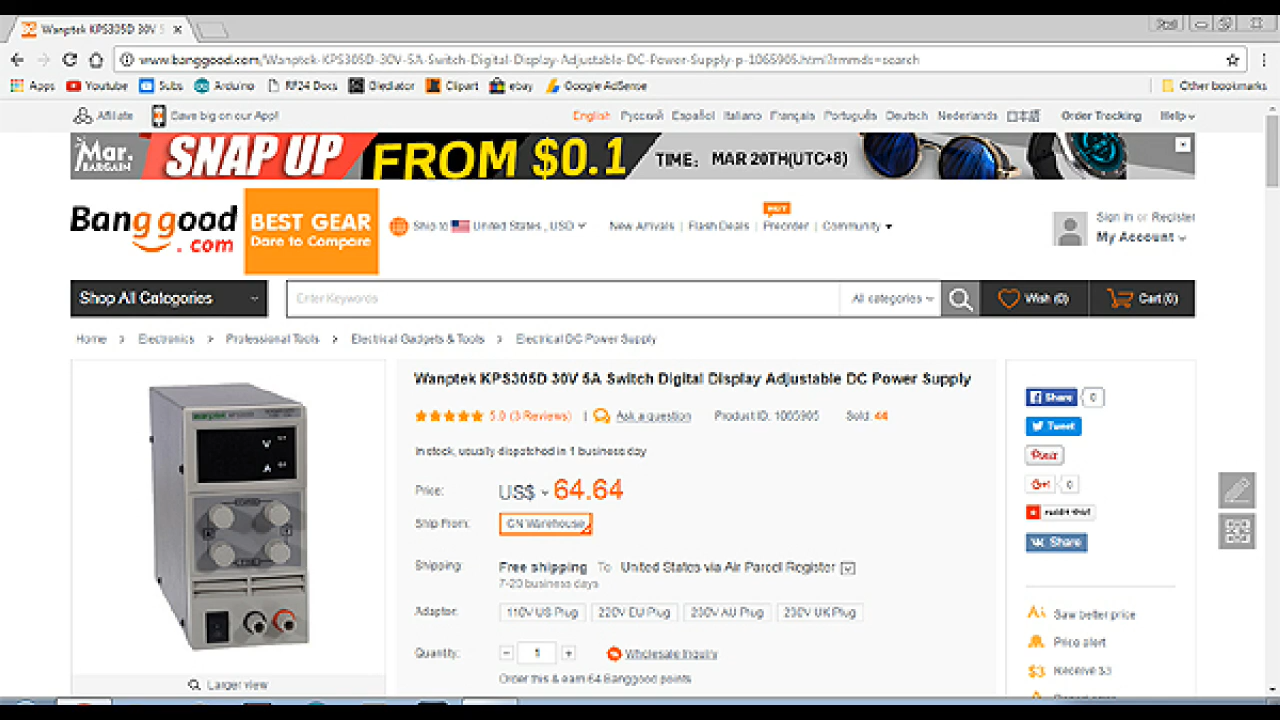 Wanptek KPS305D 30V 5
www.banggood.com/Wanptek-KPS305D-30V-5A-Switch-Digital-Display-Adjustable-DC-Power-Supply-p-1065905.html?rmmds=search
Apps Youtube Subs Arduino RF24 Docs Clipart ebay Google AdSense Other bookmarks
Affiliate Save big on our App! English Русский Español Italiano Français Português Deutsch Nederlands 日本語 Order Tracking Help
Mar. BARGAIN SNAP UP FROM $0.1 TIME: MAR 20TH(UTC+8)
Banggood.com BEST GEAR
Dare to Compare
Ship to United States, USD New Arrivals | Flash Deals | Preorder | Community
HOT
Sign in or Register
My Account
Shop All Categories Enter Keywords All categories Wish (0) Cart (0)
Home > Electronics > Professional Tools > Electrical Gadgets & Tools > Electrical DC Power Supply
Wanptek KPS305D 30V 5A Switch Digital Display Adjustable DC Power Supply
5.0 (3 Reviews) | Ask a question Product ID: 1065905 Sold: 44
In stock, usually dispatched in 1 business day
Price: US$ 64.64
Ship From: CN Warehouse
Shipping: Free shipping To United States via Air Parcel Register
7-20 business days
Adaptor: 110V US Plug 220V EU Plug 230V AU Plug 230V UK Plug
Quantity: - 1 + Wholesale Inquiry
Order this & earn 64 Banggood points
wanptek
V
A
Larger view
Share 0
Tweet
Pin it
G+1 0
Share
Saw better price
Price alert
$3 Receive $3